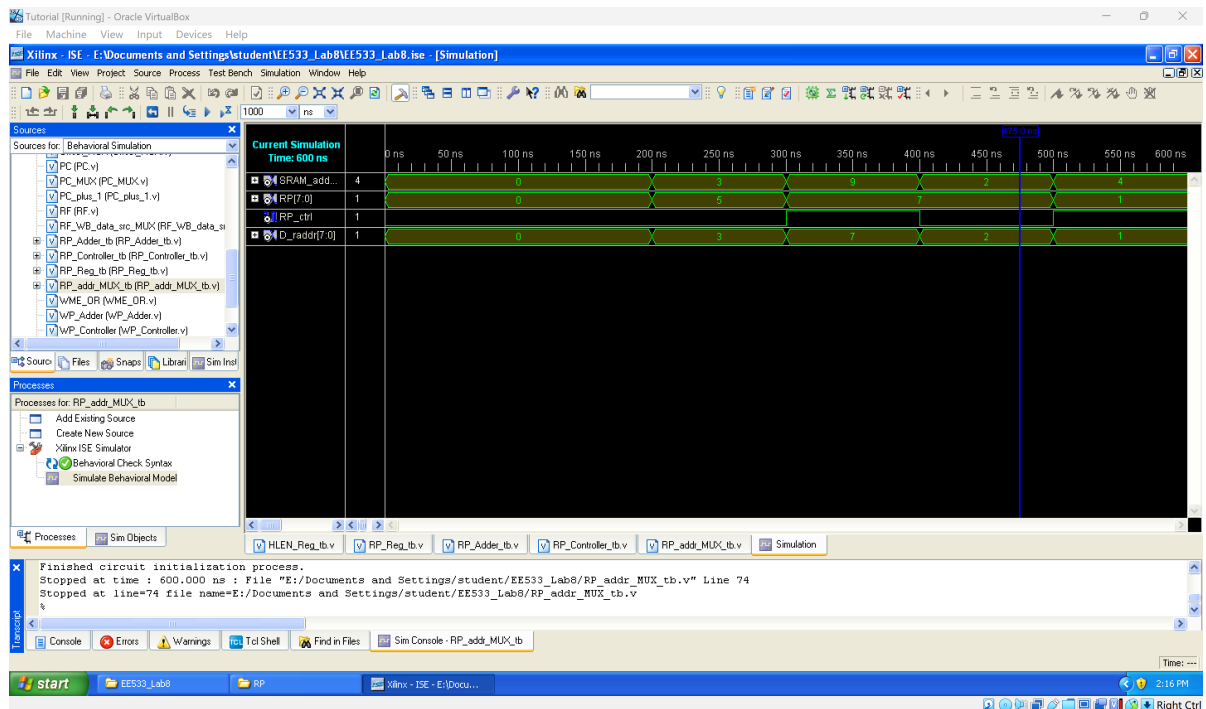 Tutorial [Running] - Oracle VirtualBox
File Machine View Input Devices Help
Xilinx - ISE - E:\Documents and Settings\student\EE533_Lab8\EE533_Lab8.ise - [Simulation]
File Edit View Project Source Process Test Bench Simulation Window Help
1000 ns
Sources
Sources for: Behavioral Simulation
PC (PC.v)
PC_MUX (PC_MUX.v)
PC_plus_1 (PC_plus_1.v)
RF (RF.v)
RF_WB_data_src_MUX (RF_WB_data_si
RP_Adder_tb (RP_Adder_tb.v)
RP_Controller_tb (RP_Controller_tb.v)
RP_Reg_tb (RP_Reg_tb.v)
RP_addr_MUX_tb (RP_addr_MUX_tb.v)
WME_OR (WME_OR.v)
WP_Adder (WP_Adder.v)
WP_Controller (WP_Controller.v)
Sourc Files Snaps Librari Sim Inst
Processes
Processes for: RP_addr_MUX_tb
Add Existing Source
Create New Source
Xilinx ISE Simulator
Behavioral Check Syntax
Simulate Behavioral Model
Processes Sim Objects
475.0 ns
Current Simulation
Time: 600 ns
0 ns 50 ns 100 ns 150 ns 200 ns 250 ns 300 ns 350 ns 400 ns 450 ns 500 ns 550 ns 600 ns
SRAM_add... 4 0 3 9 2 4
RP[7:0] 1 0 5 7 1
RP_ctrl 1
D_raddr[7:0] 1 0 3 7 2 1
HLEN_Reg_tb.v RP_Reg_tb.v RP_Adder_tb.v RP_Controller_tb.v RP_addr_MUX_tb.v Simulation
Transcript
Finished circuit initialization process.
Stopped at time : 600.000 ns : File "E:/Documents and Settings/student/EE533_Lab8/RP_addr_MUX_tb.v" Line 74
Stopped at line=74 file name=E:/Documents and Settings/student/EE533_Lab8/RP_addr_MUX_tb.v
%
Console Errors Warnings Tcl Shell Find in Files Sim Console - RP_addr_MUX_tb
Time: ---
start EE533_Lab8 RP Xilinx - ISE - E:\Docu... 2:16 PM
Right Ctrl